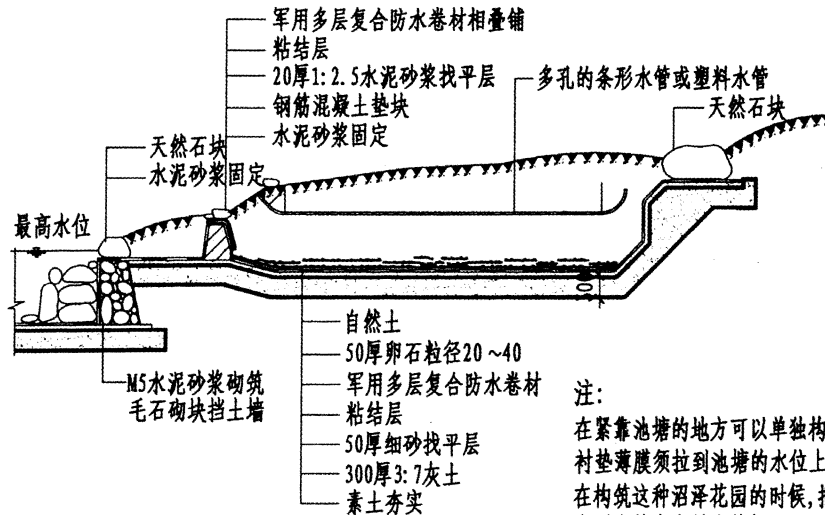 军用多层复合防水卷材相叠铺
粘结层
20厚1:2.5水泥砂浆找平层
钢筋混凝土垫块
水泥砂浆固定
多孔的条形水管或塑料水管
天然石块
天然石块
水泥砂浆固定
最高水位
自然土
50厚卵石粒径20~40
军用多层复合防水卷材
粘结层
50厚细砂找平层
300厚3:7灰土
素土夯实
M5水泥砂浆砌筑
毛石砌块挡土墙
注:
在紧靠池塘的地方可以单独构
衬垫薄膜须拉到池塘的水位上
在构筑这种沼泽花园的时候,